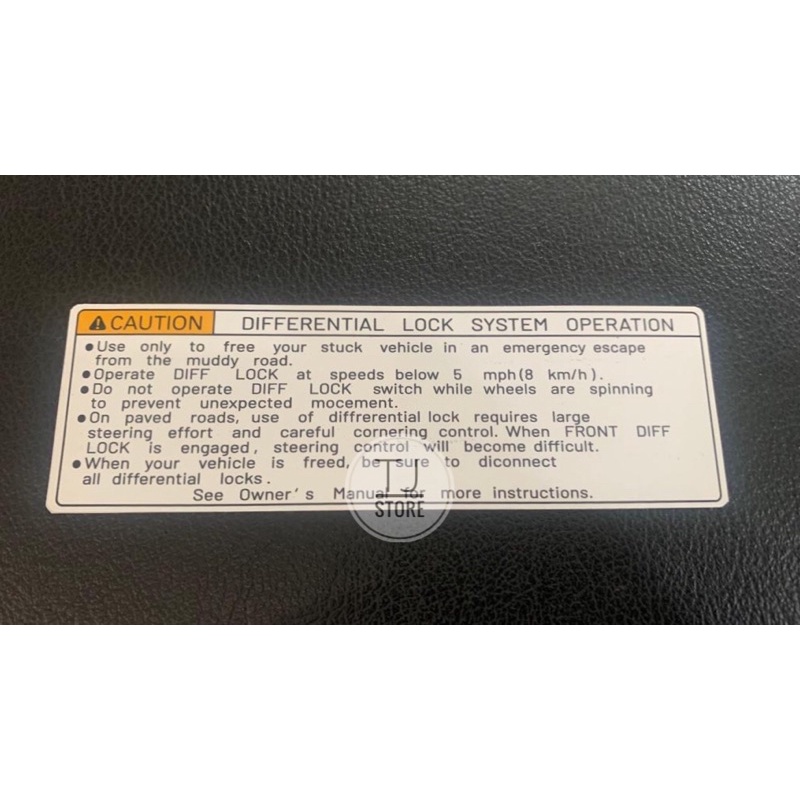 ⚠CAUTION DIFFERENTIAL LOCK SYSTEM OPERATION
●Use only to free your stuck vehicle in an emergency escape
from the muddy road.
●Operate DIFF LOCK at speeds below 5 mph(8 km/h).
●Do not operate DIFF LOCK switch while wheels are spinning
to prevent unexpected mocement.
●On paved roads, use of diffrerential lock requires large
steering effort and careful cornering control. When FRONT DIFF
LOCK is engaged, steering control will become difficult.
●When your vehicle is freed, be sure to diconnect
all differential locks.
See Owner's Manual for more instructions.
TJ
STORE